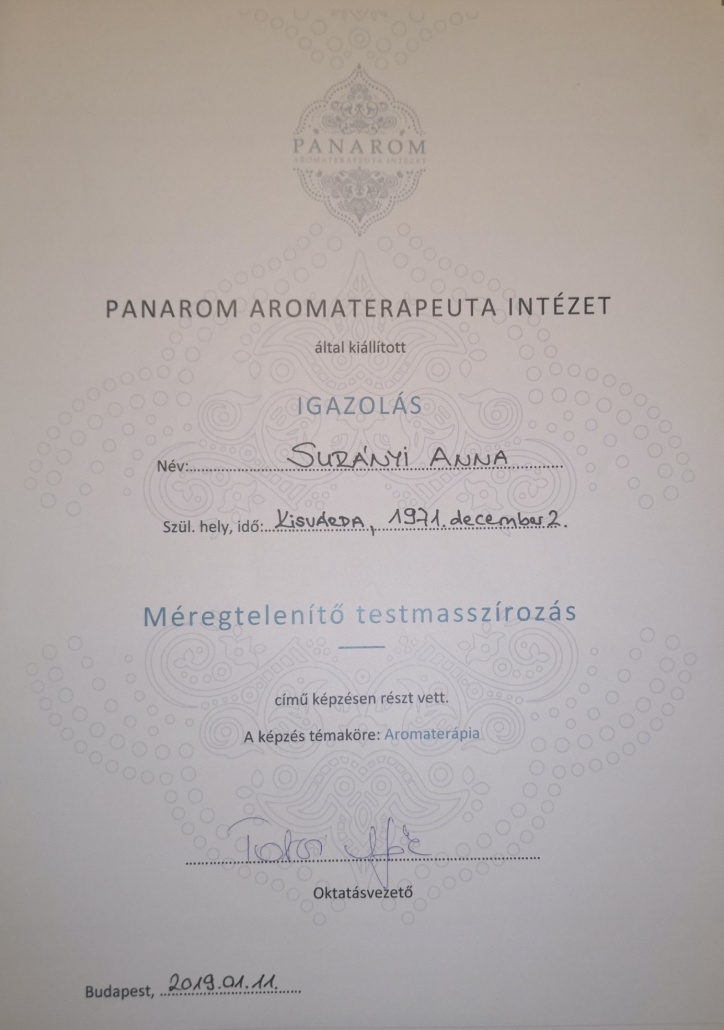 PANAROM
AROMATERAPEUTA INTÉZET
PANAROM AROMATERAPEUTA INTÉZET
által kiállított
IGAZOLÁS
Név: SURÁNYI ANNA
Szül. hely, idő: KISVÁRDA, 1971. december 2.
Méregtelenítő testmasszírozás
című képzésen részt vett.
A képzés témaköre: Aromaterápia
Oktatásvezető
Budapest, 2019.01.11.